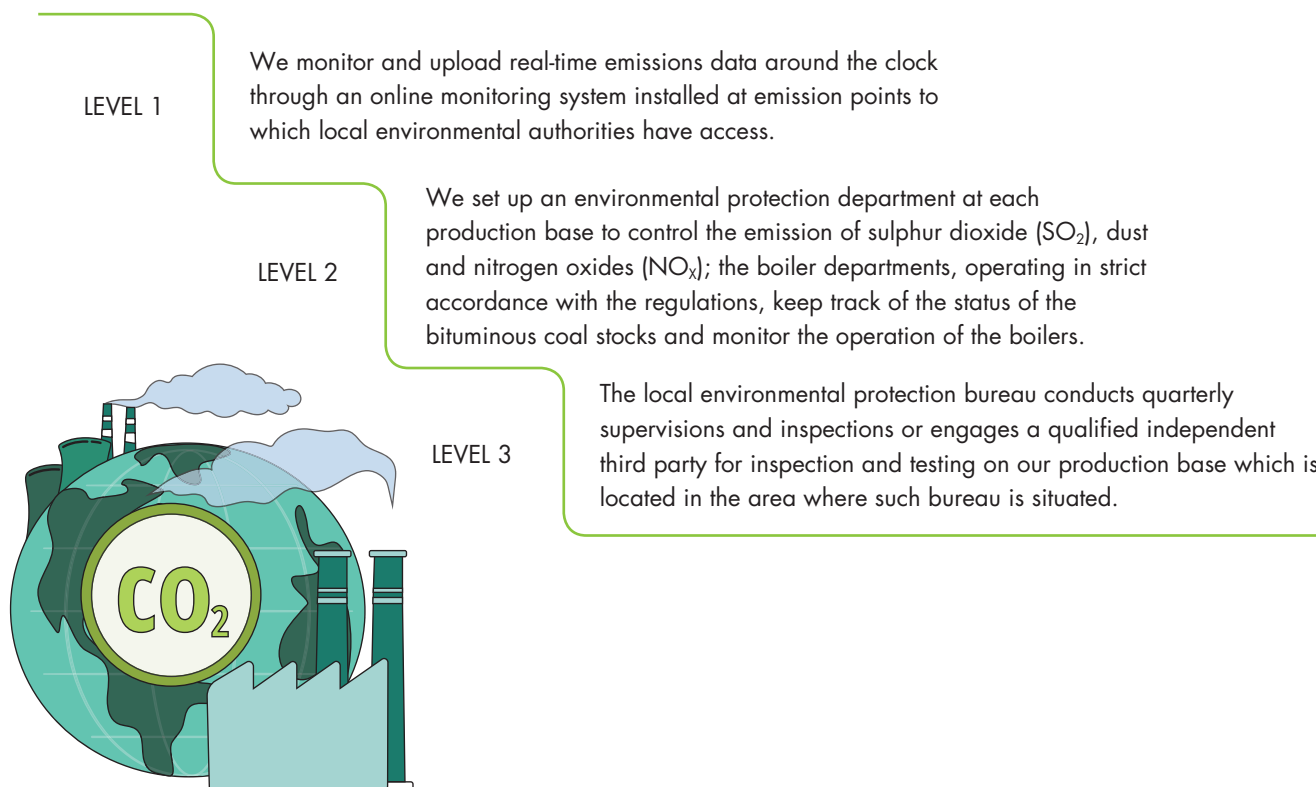 LEVEL 1
We monitor and upload real-time emissions data around the clock
through an online monitoring system installed at emission points to
which local environmental authorities have access.
LEVEL 2
We set up an environmental protection department at each
production base to control the emission of sulphur dioxide (SO₂), dust
and nitrogen oxides (NOₓ); the boiler departments, operating in strict
accordance with the regulations, keep track of the status of the
bituminous coal stocks and monitor the operation of the boilers.
LEVEL 3
The local environmental protection bureau conducts quarterly
supervisions and inspections or engages a qualified independent
third party for inspection and testing on our production base which is
located in the area where such bureau is situated.
CO₂